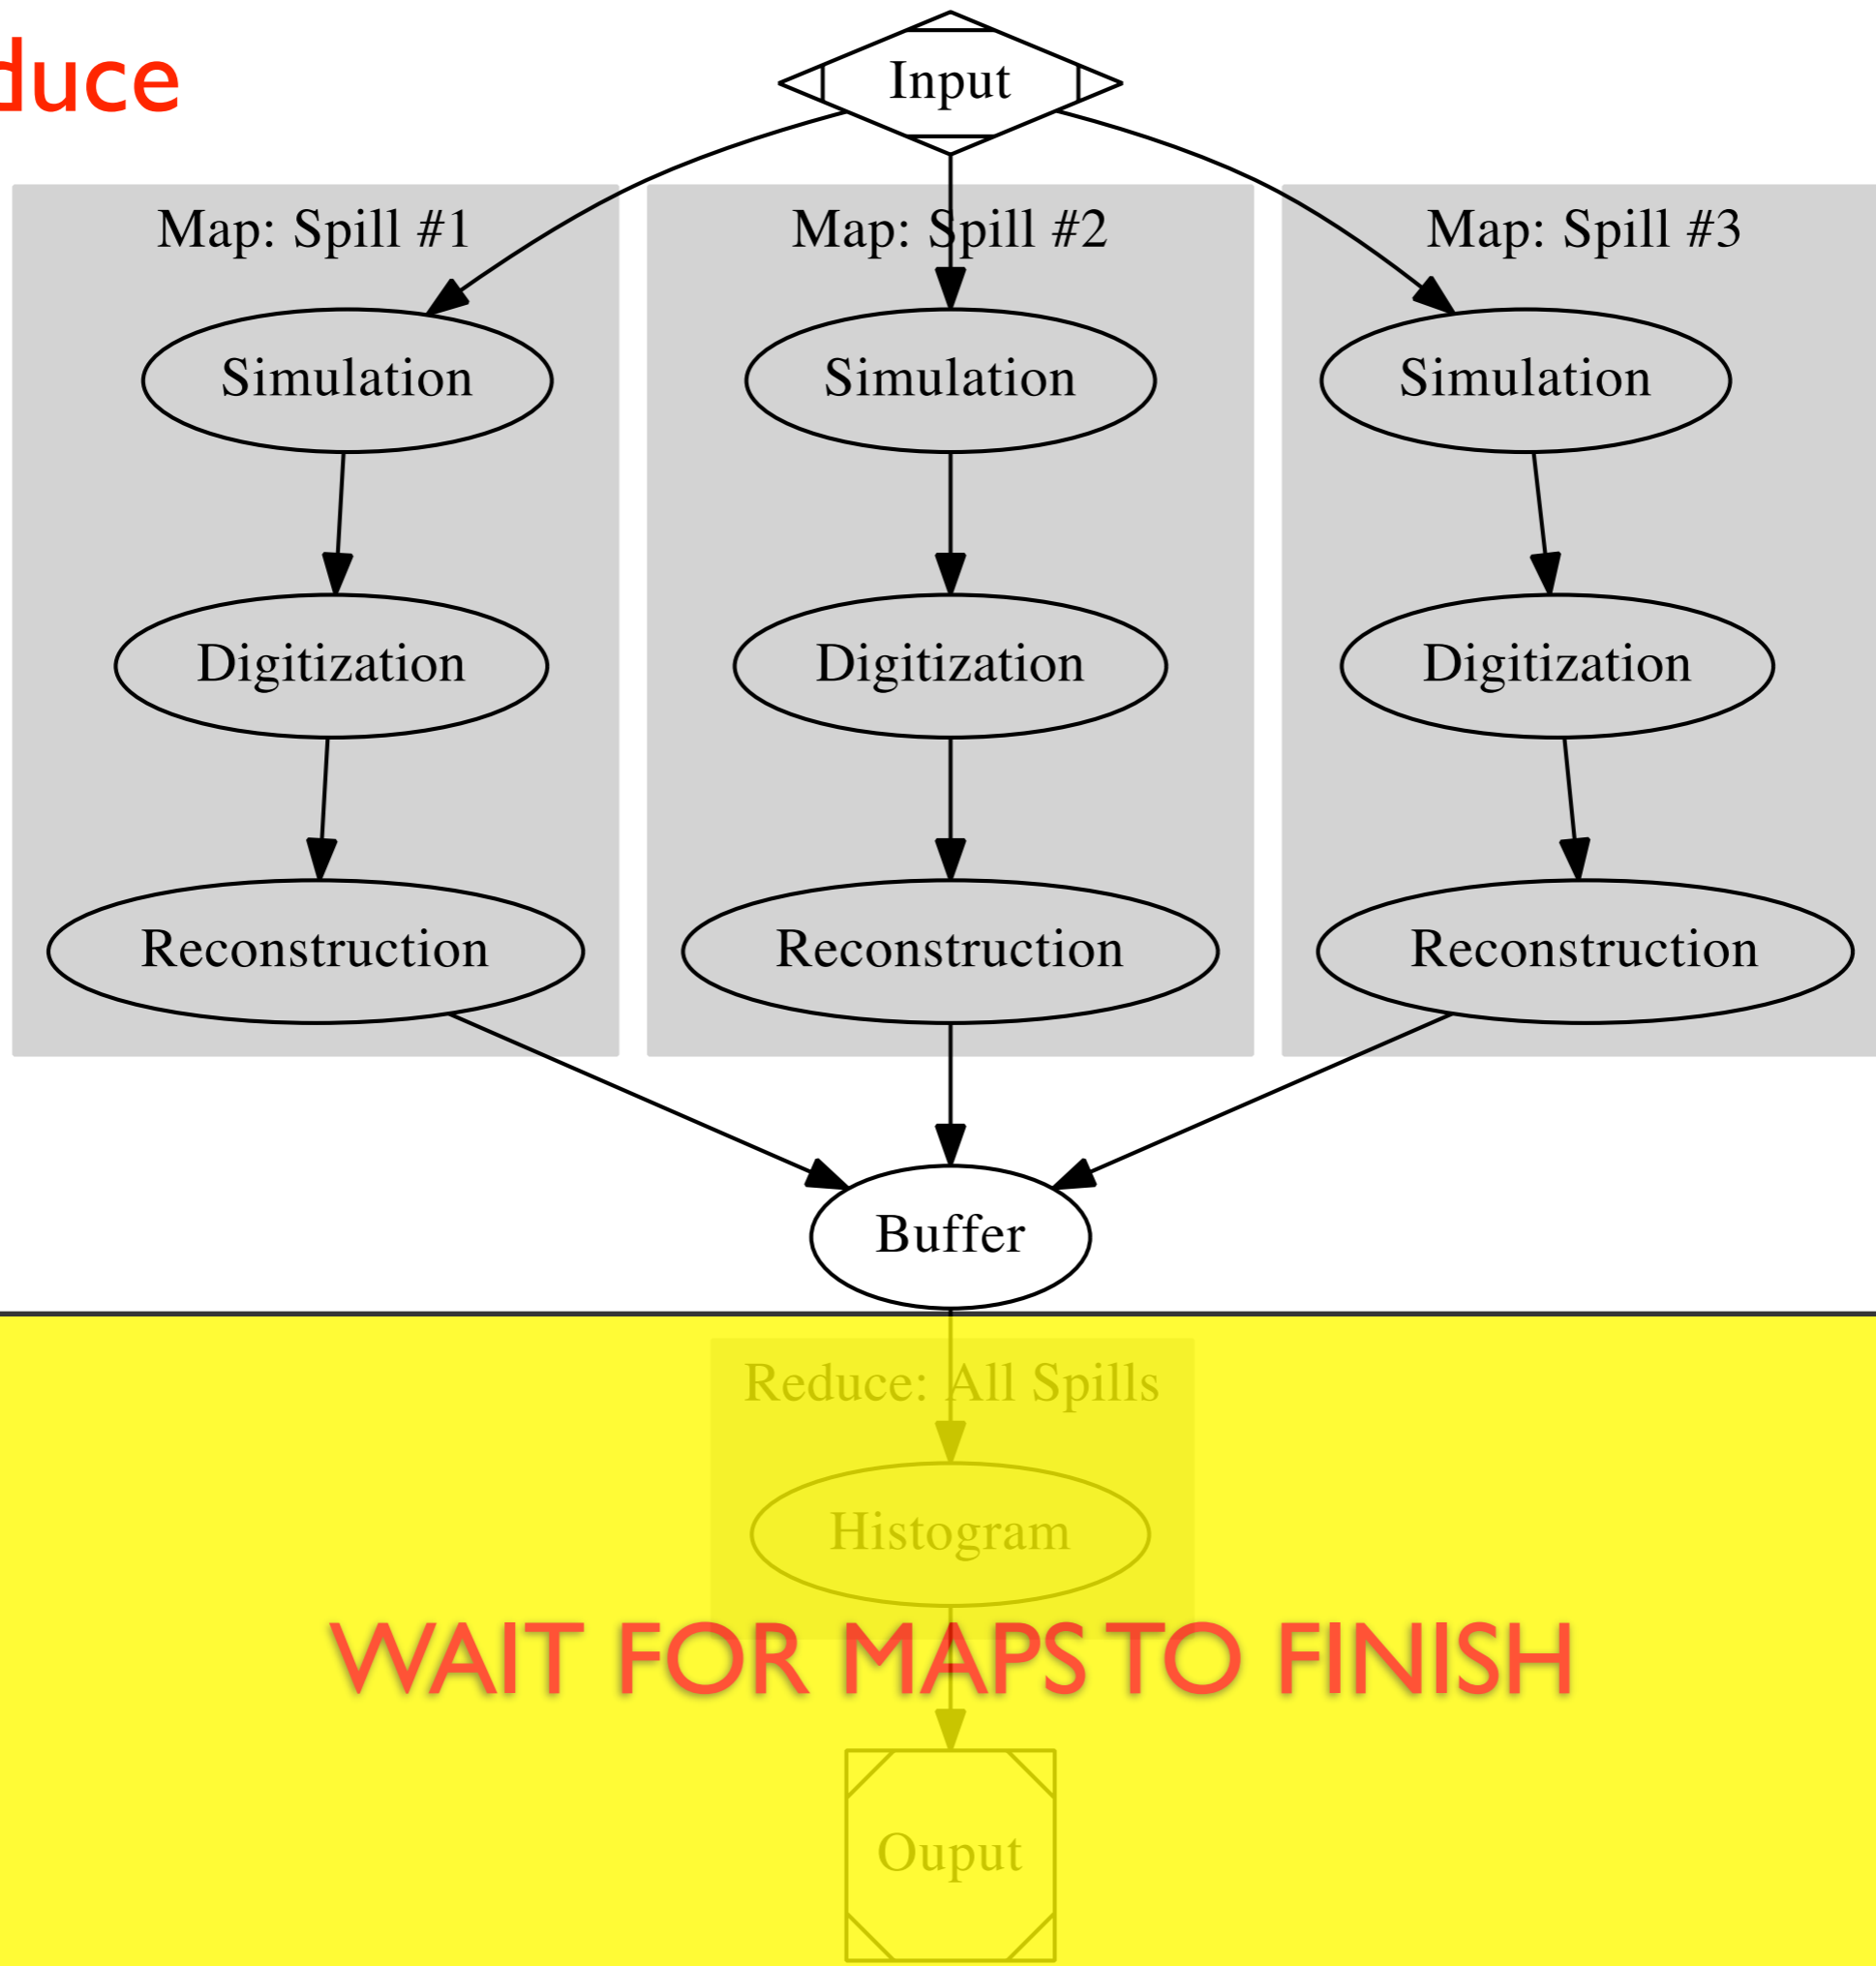 duce
Input
Map: Spill #1
Map: Spill #2
Map: Spill #3
Simulation
Simulation
Simulation
Digitization
Digitization
Digitization
Reconstruction
Reconstruction
Reconstruction
Buffer
Reduce: All Spills
Histogram
WAIT FOR MAPS TO FINISH
Ouput